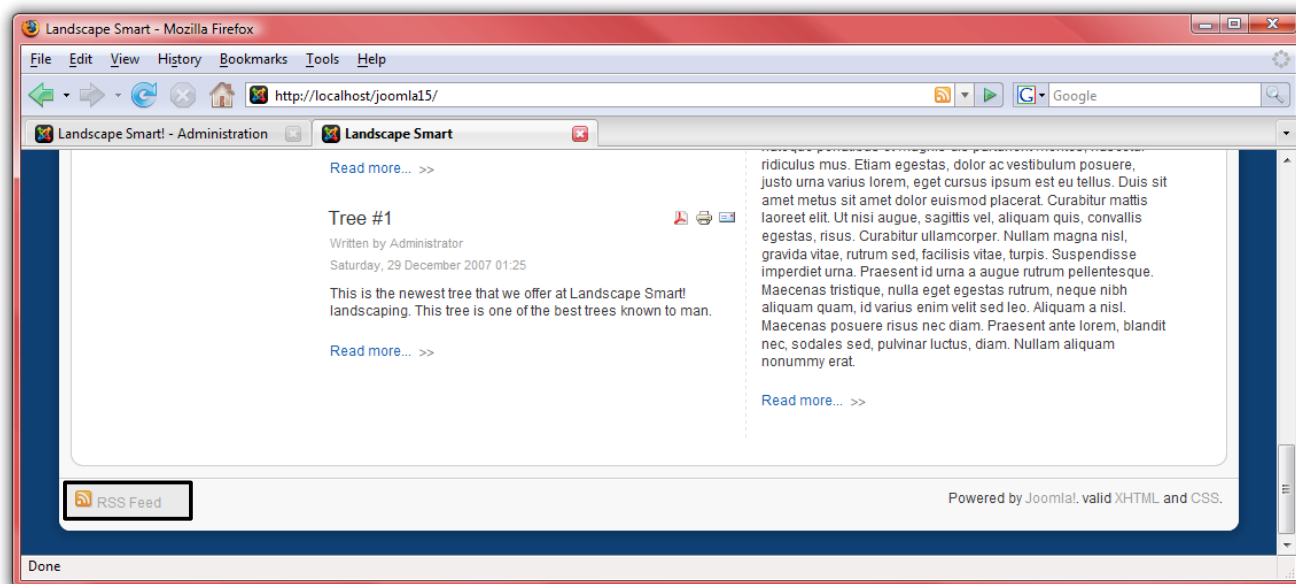 Landscape Smart - Mozilla Firefox
File Edit View History Bookmarks Tools Help
http://localhost/joomla15/
G Google
Landscape Smart! - Administration
Landscape Smart
Read more... >>
Tree #1
Written by Administrator
Saturday, 29 December 2007 01:25
This is the newest tree that we offer at Landscape Smart!
landscaping. This tree is one of the best trees known to man.
Read more... >>
ridiculus mus. Etiam egestas, dolor ac vestibulum posuere,
justo urna varius lorem, eget cursus ipsum est eu tellus. Duis sit
amet metus sit amet dolor euismod placerat. Curabitur mattis
laoreet elit. Ut nisi augue, sagittis vel, aliquam quis, convallis
egestas, risus. Curabitur ullamcorper. Nullam magna nisl,
gravida vitae, rutrum sed, facilisis vitae, turpis. Suspendisse
imperdiet urna. Praesent id urna a augue rutrum pellentesque.
Maecenas tristique, nulla eget egestas rutrum, neque nibh
aliquam quam, id varius enim velit sed leo. Aliquam a nisl.
Maecenas posuere risus nec diam. Praesent ante lorem, blandit
nec, sodales sed, pulvinar luctus, diam. Nullam aliquam
nonummy erat.
Read more... >>
RSS Feed
Powered by Joomla!. valid XHTML and CSS.
Done